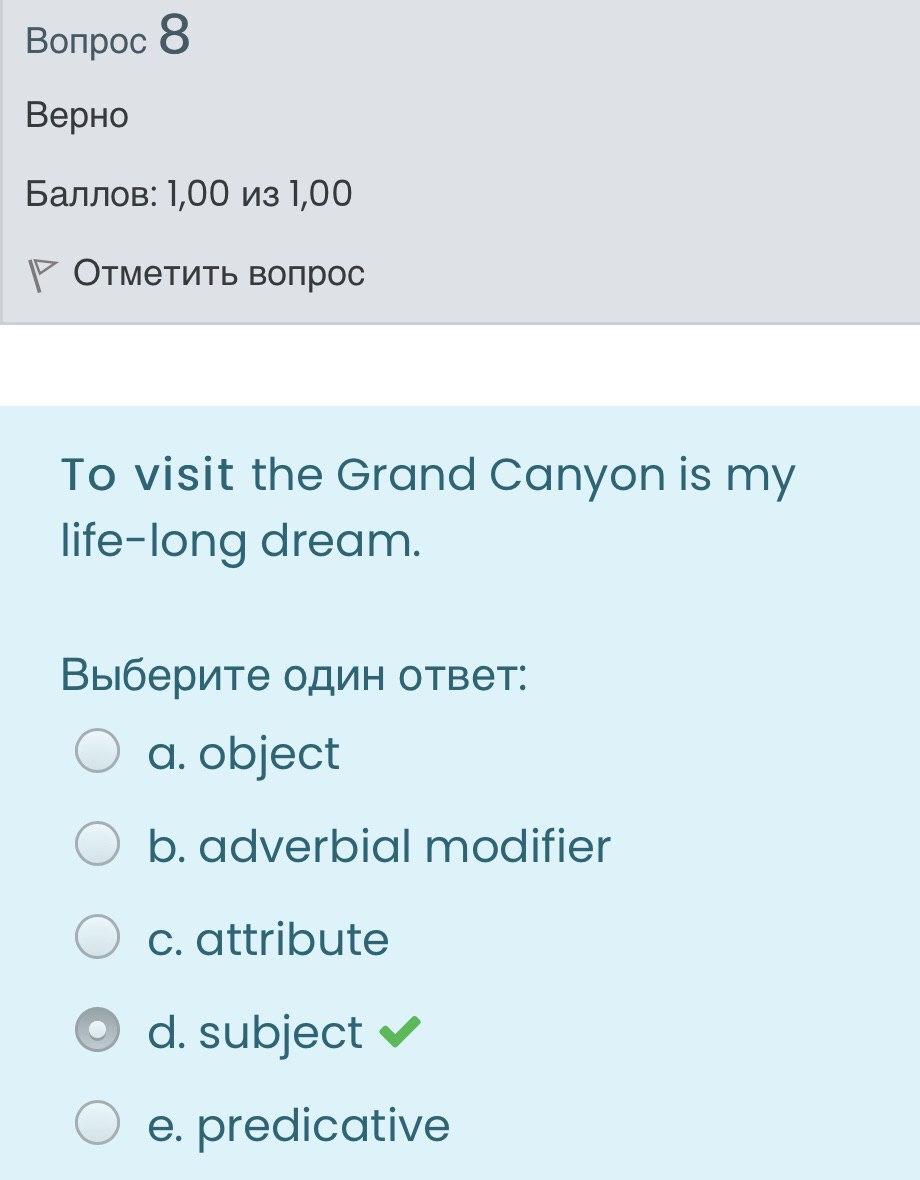 Вопрос 8
Верно
Баллов: 1,00 из 1,00
Отметить вопрос
To visit the Grand Canyon is my
life-long dream.
Выберите один ответ:
a. object
b. adverbial modifier
c. attribute
d. subject
e. predicative